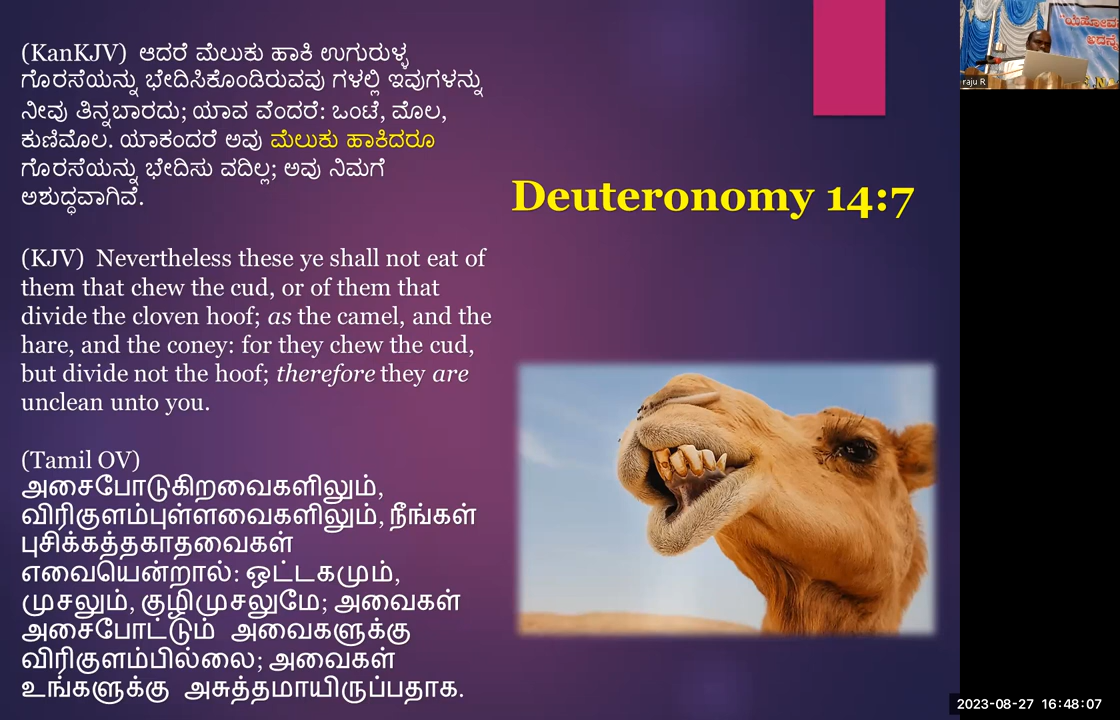 (KanKJV) ಆದರೆ ಮೆಲುಕು ಹಾಕಿ ಉಗುರುಳ್ಳ
ಗೊರಸೆಯನ್ನು ಭೇದಿಸಿಕೊಂಡಿರುವವು ಗಳಲ್ಲಿ ಇವುಗಳನ್ನು
ನೀವು ತಿನ್ನಬಾರದು; ಯಾವ ವೆಂದರೆ: ಒಂಟೆ, ಮೊಲ,
ಕುಣಿಮೊಲ. ಯಾಕಂದರೆ ಅವು ಮೆಲುಕು ಹಾಕಿದರೂ
ಗೊರಸೆಯನ್ನು ಭೇದಿಸು ವದಿಲ್ಲ; ಅವು ನಿಮಗೆ
ಅಶುದ್ಧವಾಗಿವೆ.
(KJV) Nevertheless these ye shall not eat of
them that chew the cud, or of them that
divide the cloven hoof; as the camel, and the
hare, and the coney: for they chew the cud,
but divide not the hoof; therefore they are
unclean unto you.
(Tamil OV)
அசைபோடுகிறவைகளிலும்,
விரிகுளம்புள்ளவைகளிலும், நீங்கள்
புசிக்கத்தகாதவைகள்
எவையென்றால்: ஒட்டகமும்,
முசலும், குழிமுசலுமே; அவைகள்
அசைபோட்டும் அவைகளுக்கு
விரிகுளம்பில்லை; அவைகள்
உங்களுக்கு அசுத்தமாயிருப்பதாக.
Deuteronomy 14:7
raju R
2023-08-27 16:48:07